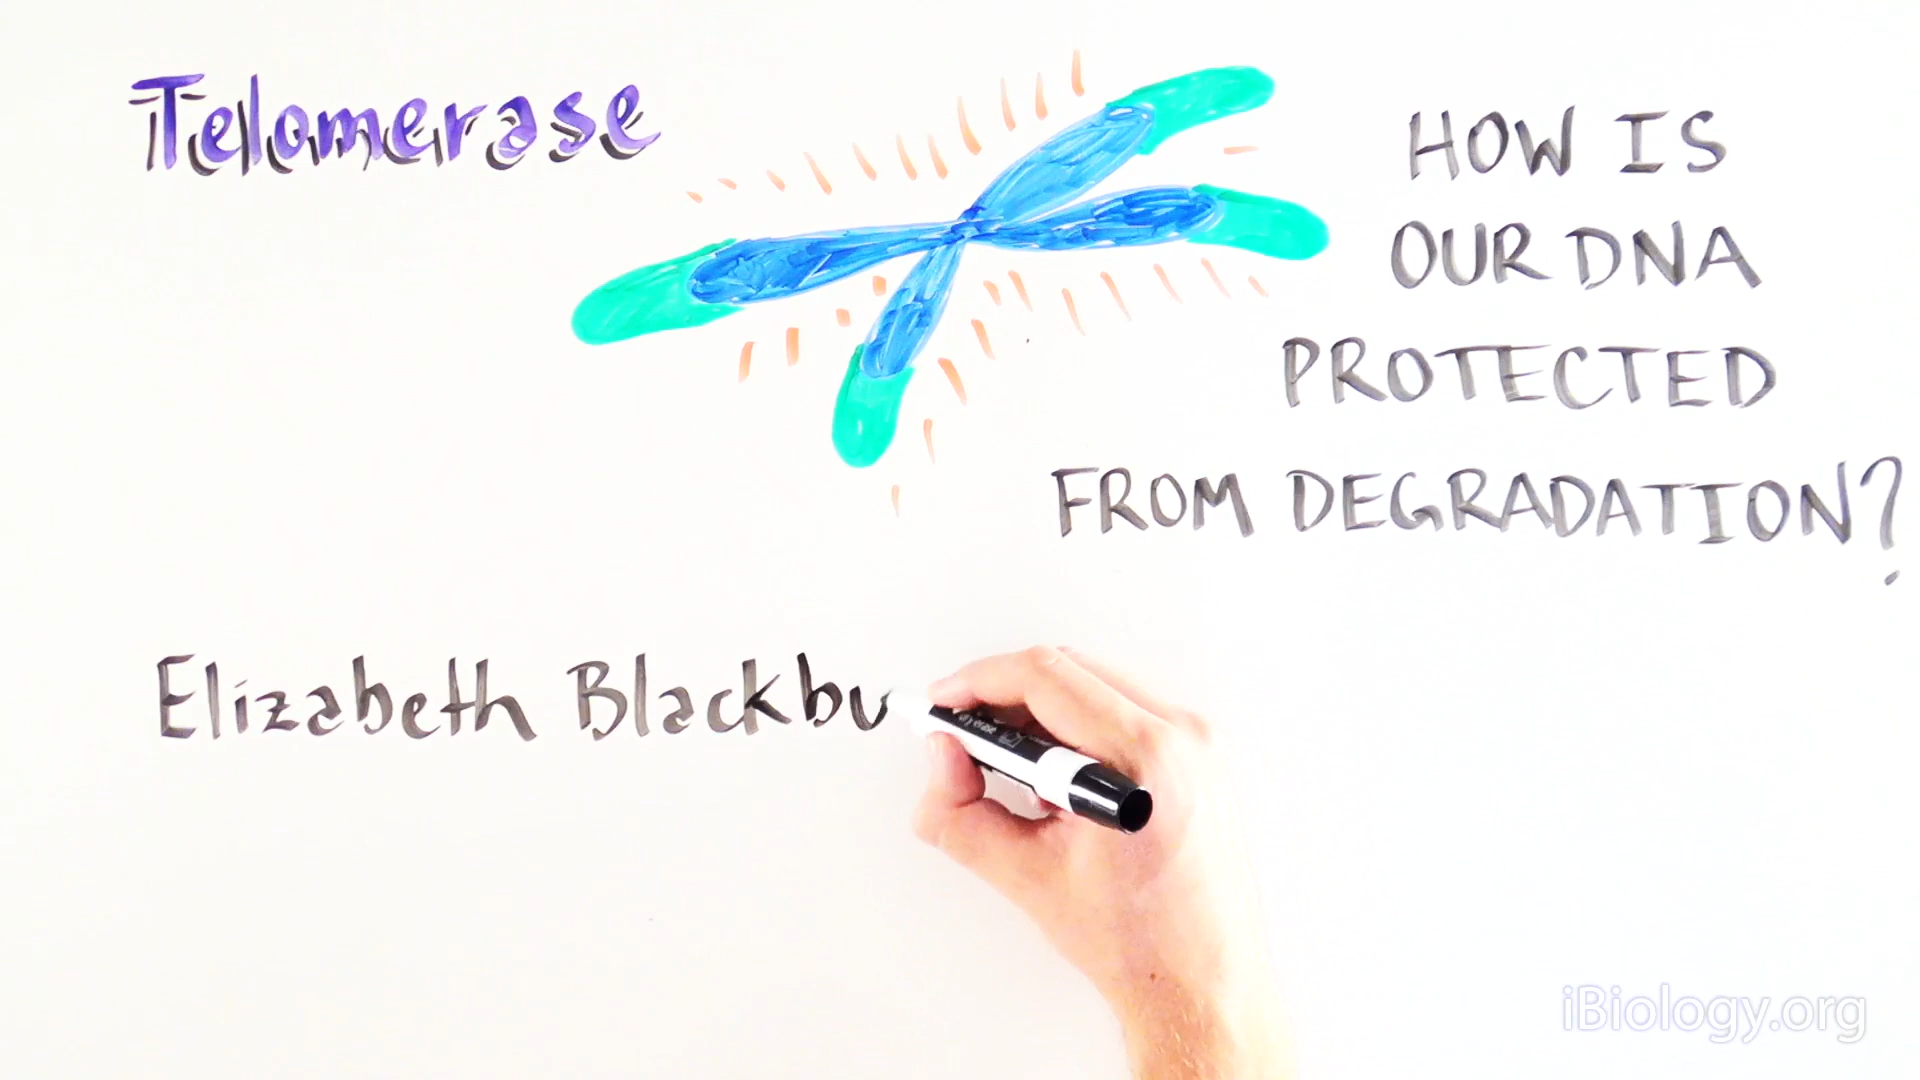 Telomerase
HOW IS
OUR DNA
PROTECTED
FROM DEGRADATION?
Elizabeth Blackbu
iBiology.org